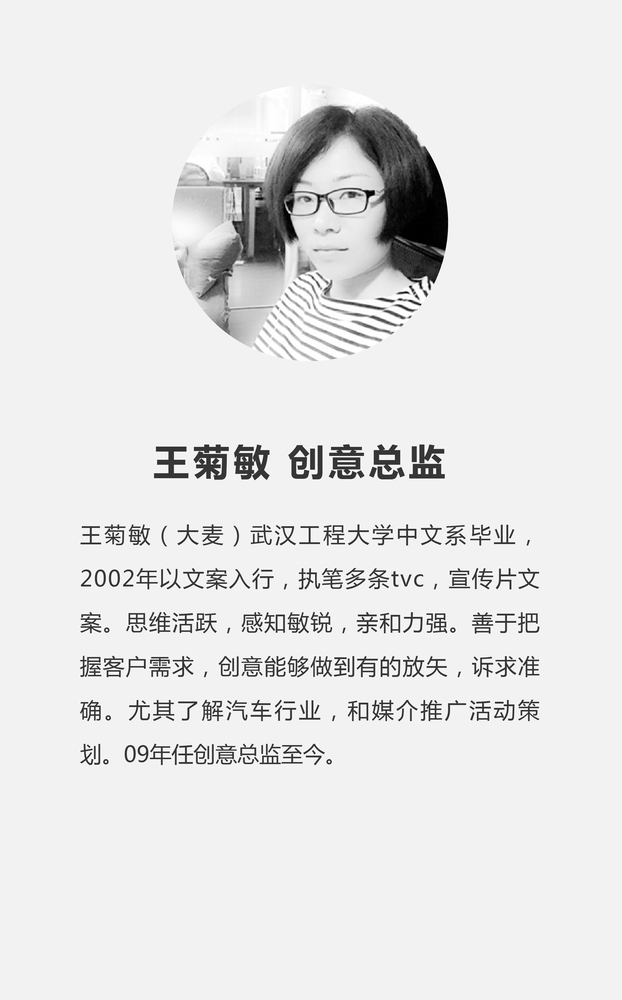 王菊敏 创意总监
王菊敏（大麦）武汉工程大学中文系毕业，
2002年以文案入行，执笔多条tvc，宣传片文
案。思维活跃，感知敏锐，亲和力强。善于把
握客户需求，创意能够做到有的放矢，诉求准
确。尤其了解汽车行业，和媒介推广活动策
划。09年任创意总监至今。